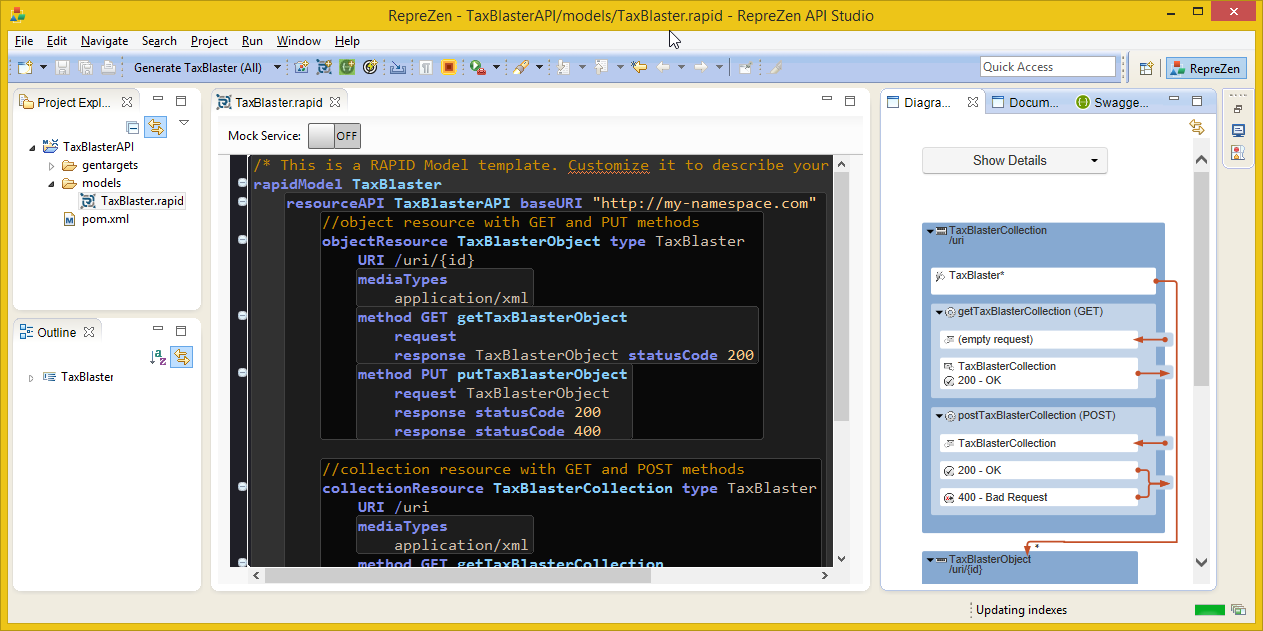 RepreZen - TaxBlasterAPI/models/TaxBlaster.rapid - RepreZen API Studio
File Edit Navigate Search Project Run Window Help
Generate TaxBlaster (All)
Quick Access
RepreZen
Project Expl...
TaxBlasterAPI
gentargets
models
TaxBlaster.rapid
pom.xml
Outline
TaxBlaster
TaxBlaster.rapid
Mock Service: OFF
/* This is a RAPID Model template. Customize it to describe your
rapidModel TaxBlaster
resourceAPI TaxBlasterAPI baseURI "http://my-namespace.com"
//object resource with GET and PUT methods
objectResource TaxBlasterObject type TaxBlaster
URI /uri/{id}
mediaTypes
application/xml
method GET getTaxBlasterObject
request
response TaxBlasterObject statusCode 200
method PUT putTaxBlasterObject
request TaxBlasterObject
response statusCode 200
response statusCode 400
//collection resource with GET and POST methods
collectionResource TaxBlasterCollection type TaxBlaster
URI /uri
mediaTypes
application/xml
method GET getTaxBlasterCollection
Diagra... Docum... Swagge...
Show Details
TaxBlasterCollection
/uri
TaxBlaster*
getTaxBlasterCollection (GET)
(empty request)
TaxBlasterCollection
200 - OK
postTaxBlasterCollection (POST)
TaxBlasterCollection
200 - OK
400 - Bad Request
*
TaxBlasterObject
/uri/{id}
Updating indexes